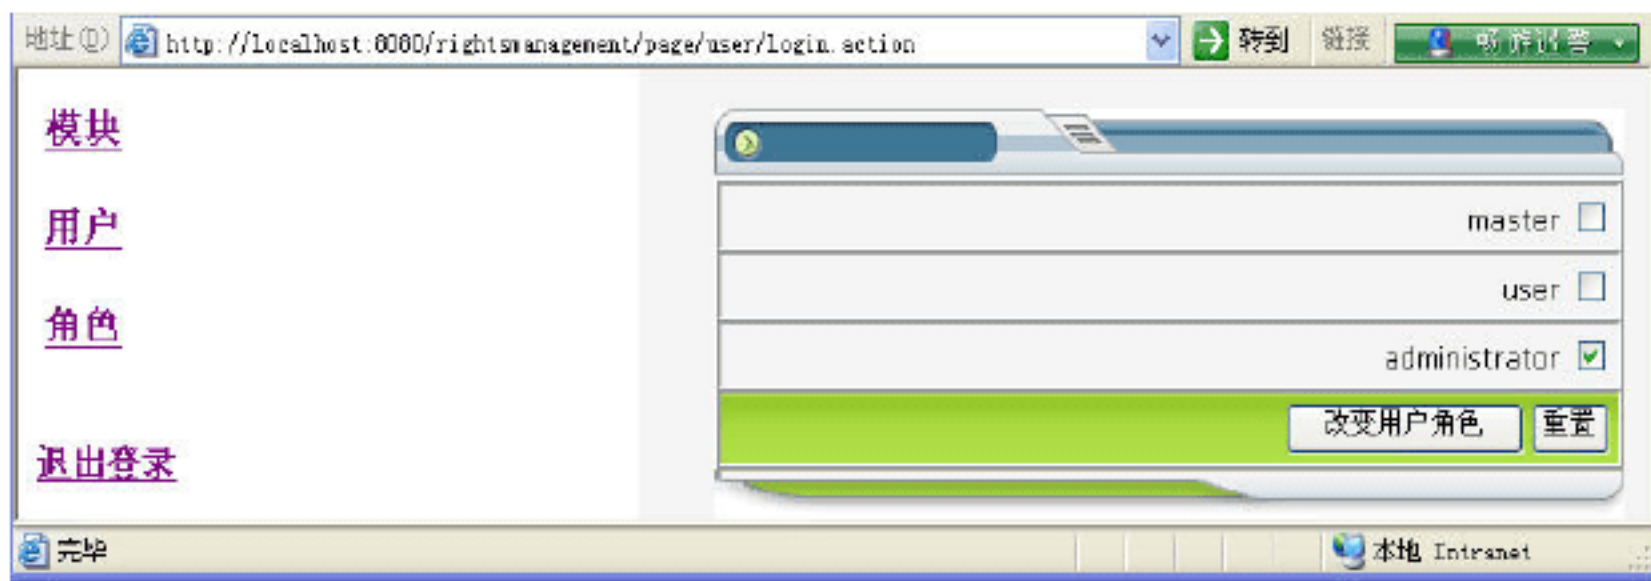 地址(D) http://localhost:8080/rightsmanagement/page/user/login.action 转到 链接
模块
用户
角色
退出登录
master
user
administrator
改变用户角色 重置
完毕 本地 Intranet